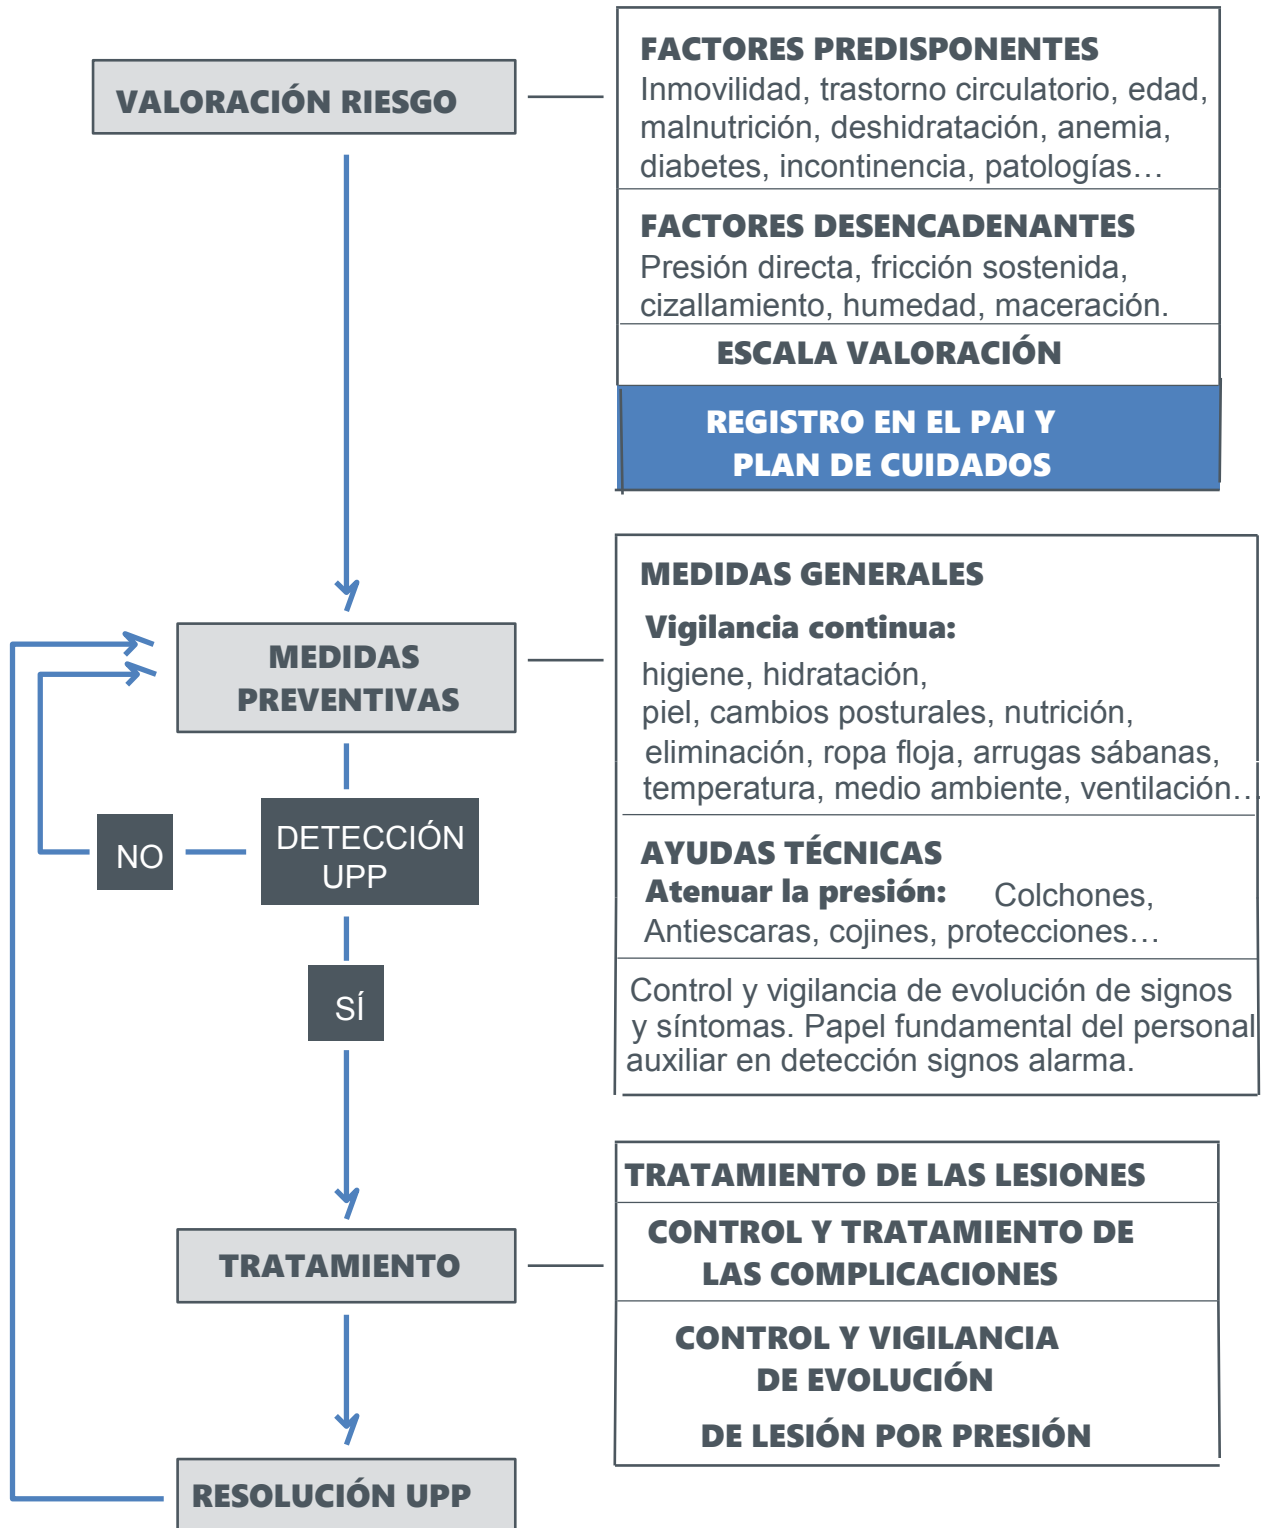 VALORACIÓN RIESGO
FACTORES PREDISPONENTES
Inmovilidad, trastorno circulatorio, edad,
malnutrición, deshidratación, anemia,
diabetes, incontinencia, patologías…
FACTORES DESENCADENANTES
Presión directa, fricción sostenida,
cizallamiento, humedad, maceración.
ESCALA VALORACIÓN
REGISTRO EN EL PAI Y
PLAN DE CUIDADOS
MEDIDAS
PREVENTIVAS
MEDIDAS GENERALES
Vigilancia continua:
higiene, hidratación,
piel, cambios posturales, nutrición,
eliminación, ropa floja, arrugas sábanas,
temperatura, medio ambiente, ventilación…
AYUDAS TÉCNICAS
Atenuar la presión: Colchones,
Antiescaras, cojines, protecciones…
Control y vigilancia de evolución de signos
y síntomas. Papel fundamental del personal
auxiliar en detección signos alarma.
DETECCIÓN
UPP
NO
SÍ
TRATAMIENTO
TRATAMIENTO DE LAS LESIONES
CONTROL Y TRATAMIENTO DE
LAS COMPLICACIONES
CONTROL Y VIGILANCIA
DE EVOLUCIÓN
DE LESIÓN POR PRESIÓN
RESOLUCIÓN UPP